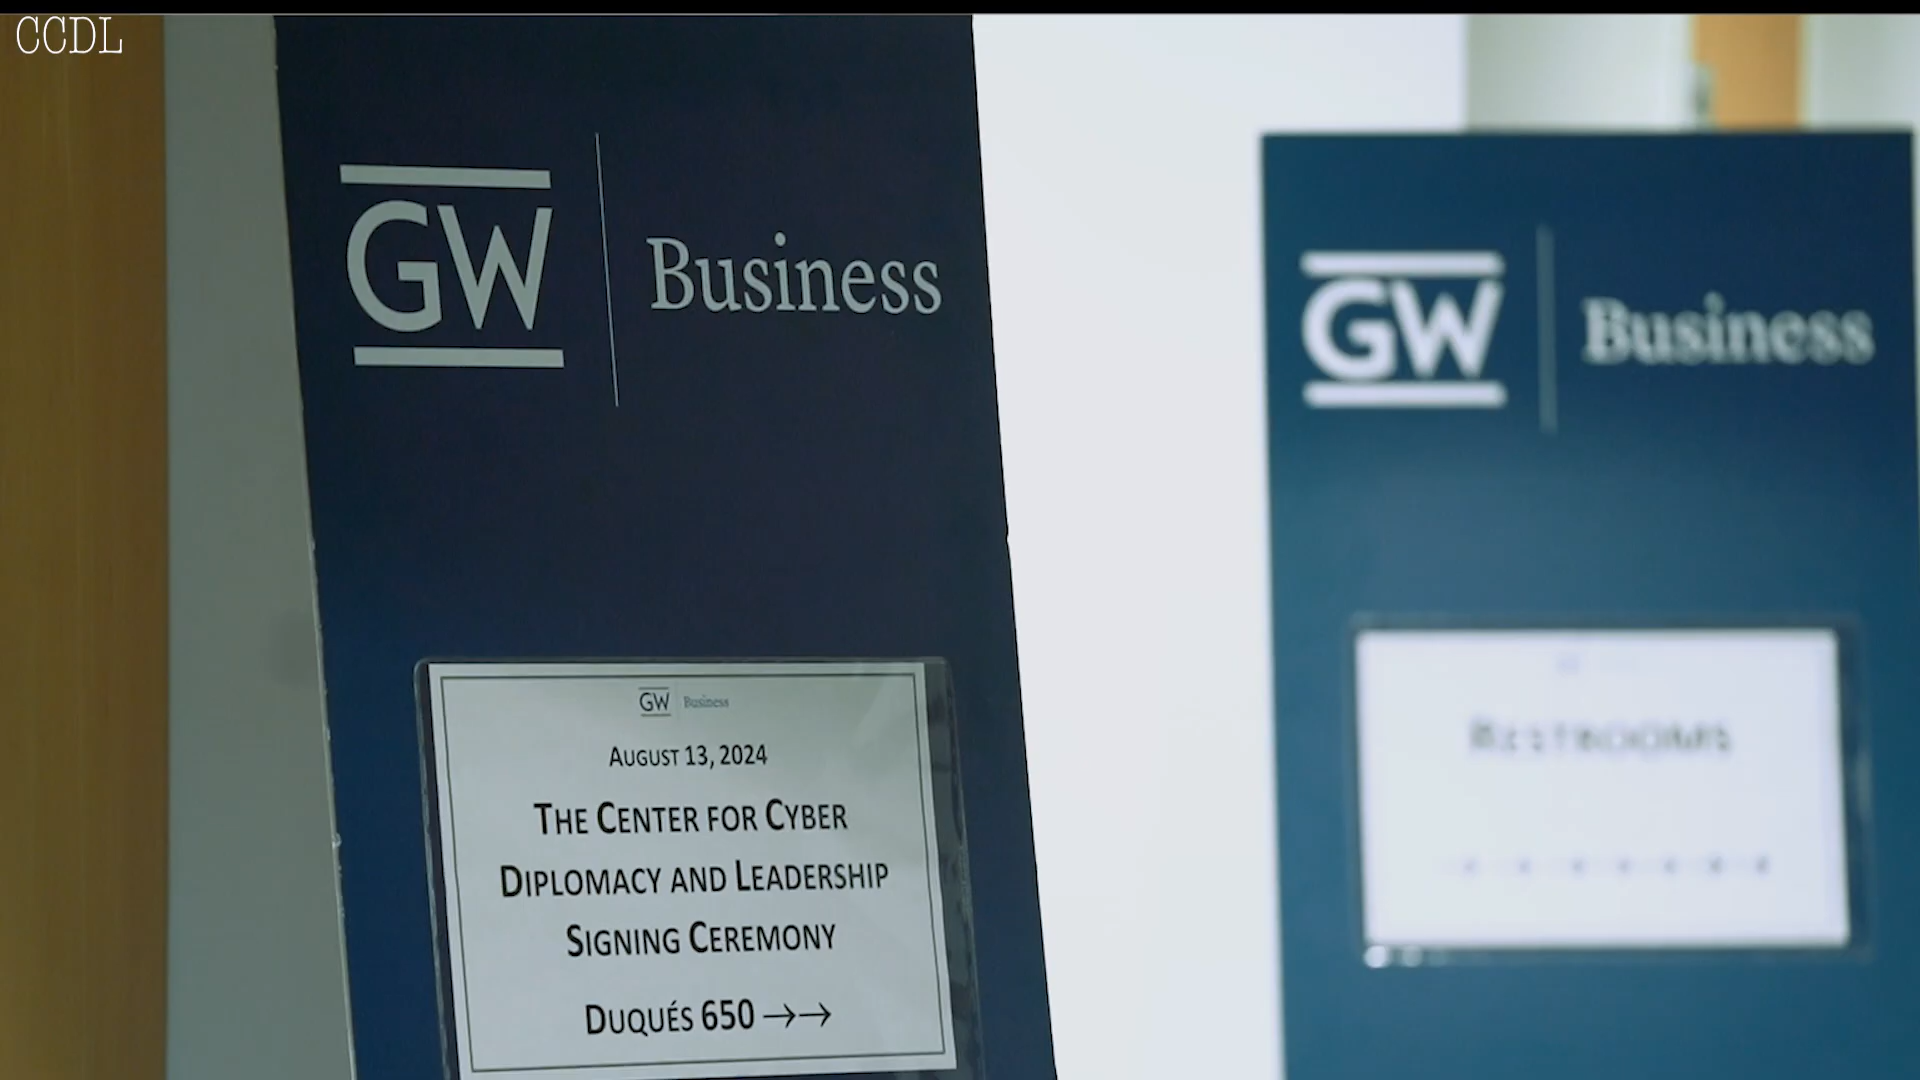 CCDL
GW
Business
GW Business
August 13, 2024
The Center for Cyber
Diplomacy and Leadership
Signing Ceremony
Duqués 650 →→
GW
Business
Restrooms